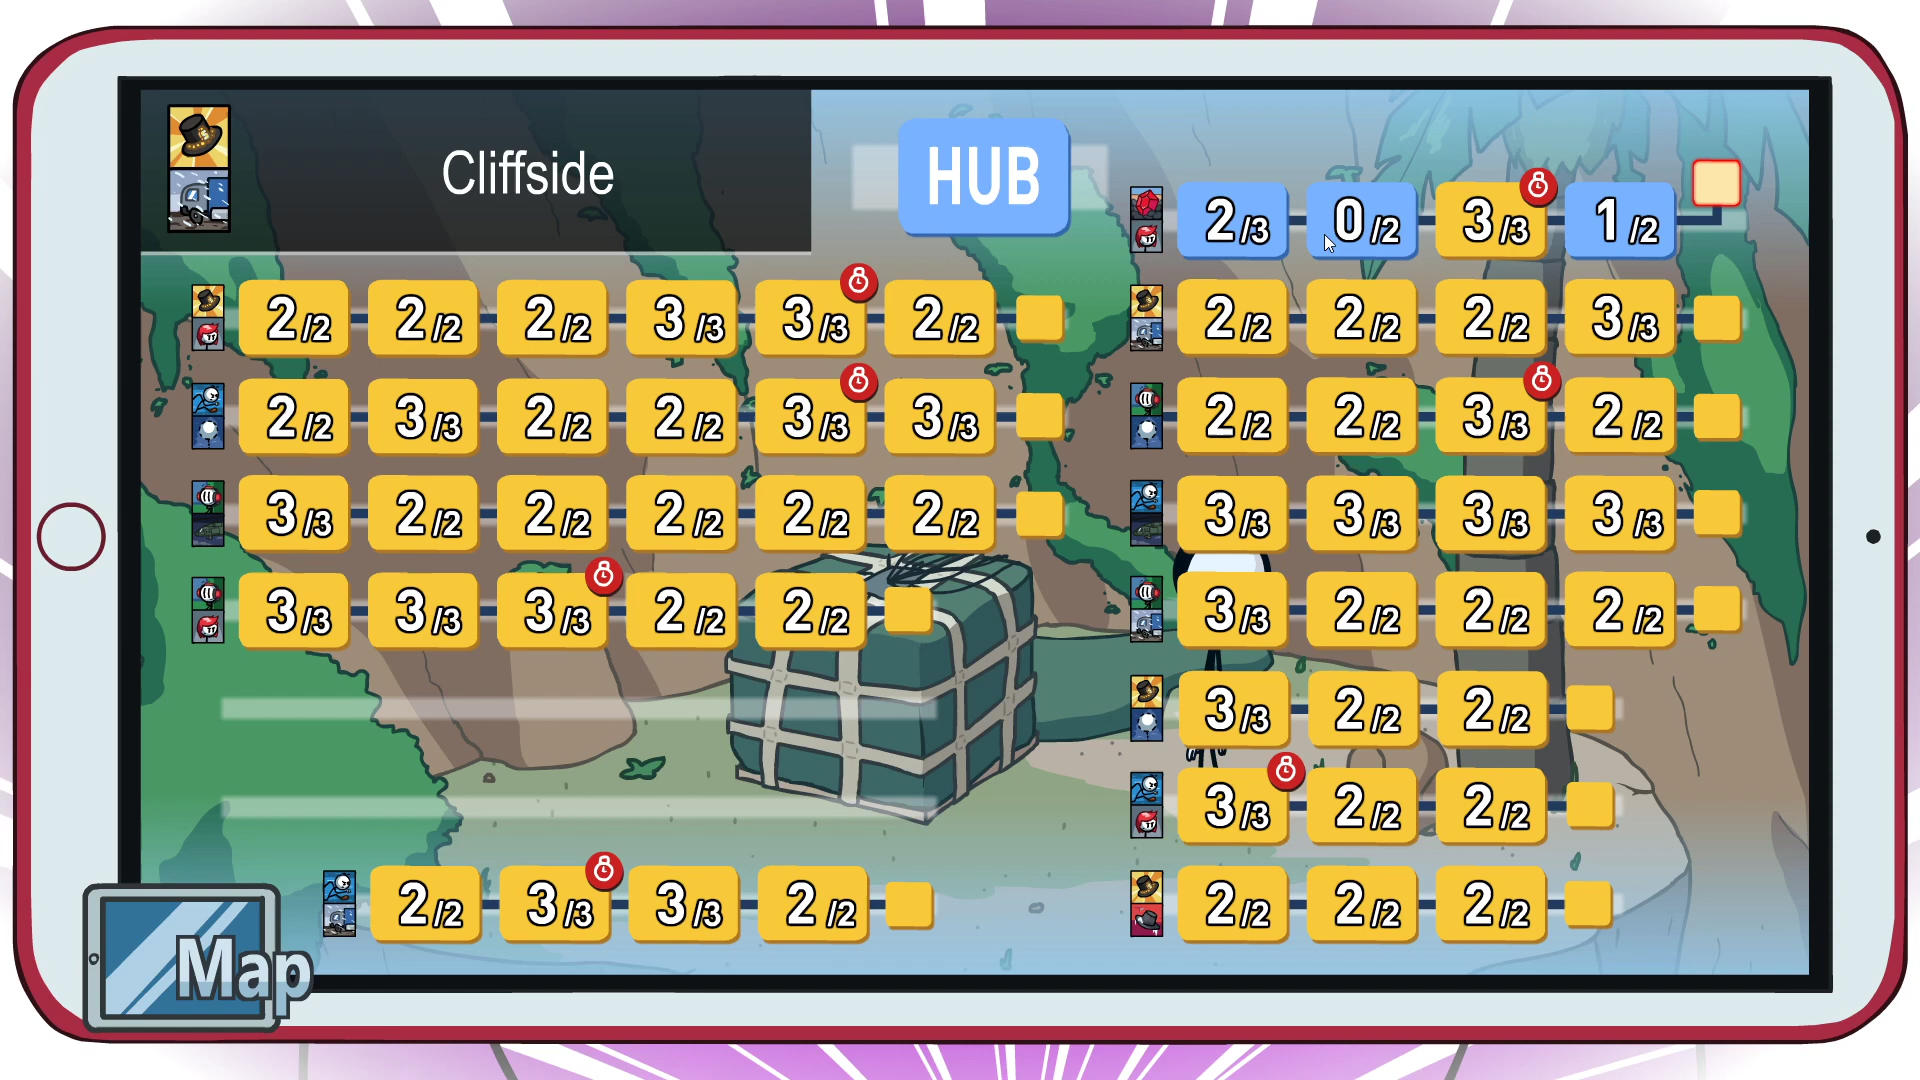 Cliffside
HUB
2/3 0/2 3/3 1/2
2/2 2/2 2/2 3/3 3/3 2/2
2/2 2/2 2/2 3/3
2/2 3/3 2/2 2/2 3/3 3/3
2/2 2/2 3/3 2/2
3/3 2/2 2/2 2/2 2/2 2/2
3/3 3/3 3/3 3/3
3/3 3/3 3/3 2/2 2/2
3/3 2/2 2/2 2/2
3/3 2/2 2/2
3/3 2/2 2/2
2/2 3/3 3/3 2/2
2/2 2/2 2/2
Map